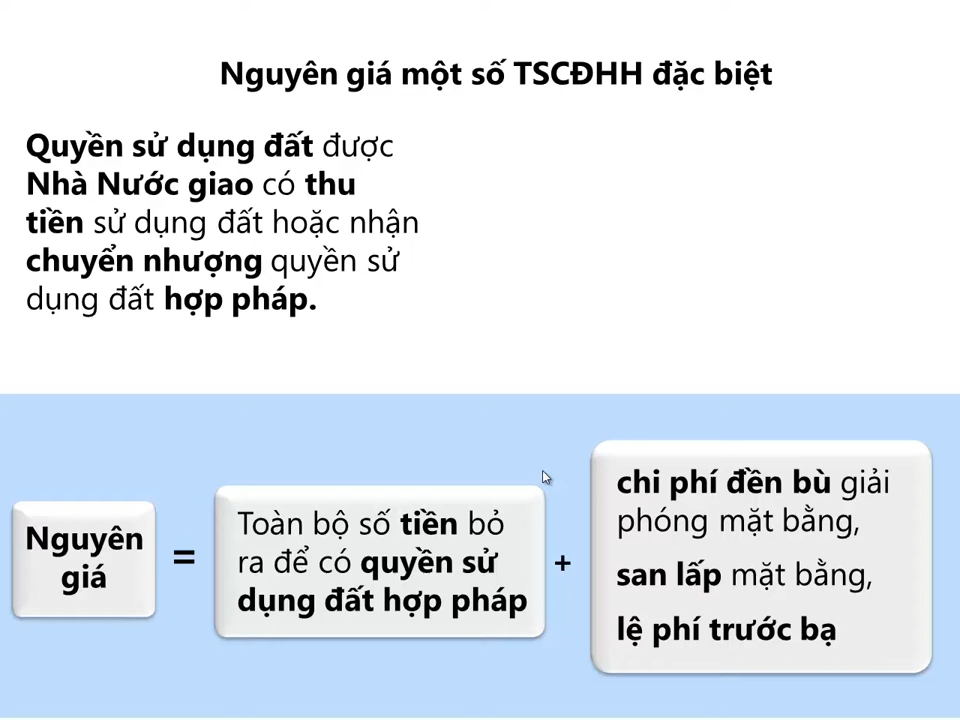 Nguyên giá một số TSCĐHH đặc biệt
Quyền sử dụng đất được
Nhà Nước giao có thu
tiền sử dụng đất hoặc nhận
chuyển nhượng quyền sử
dụng đất hợp pháp.
Nguyên
giá
=
Toàn bộ số tiền bỏ
ra để có quyền sử
dụng đất hợp pháp
+
chi phí đền bù giải
phóng mặt bằng,
san lấp mặt bằng,
lệ phí trước bạ